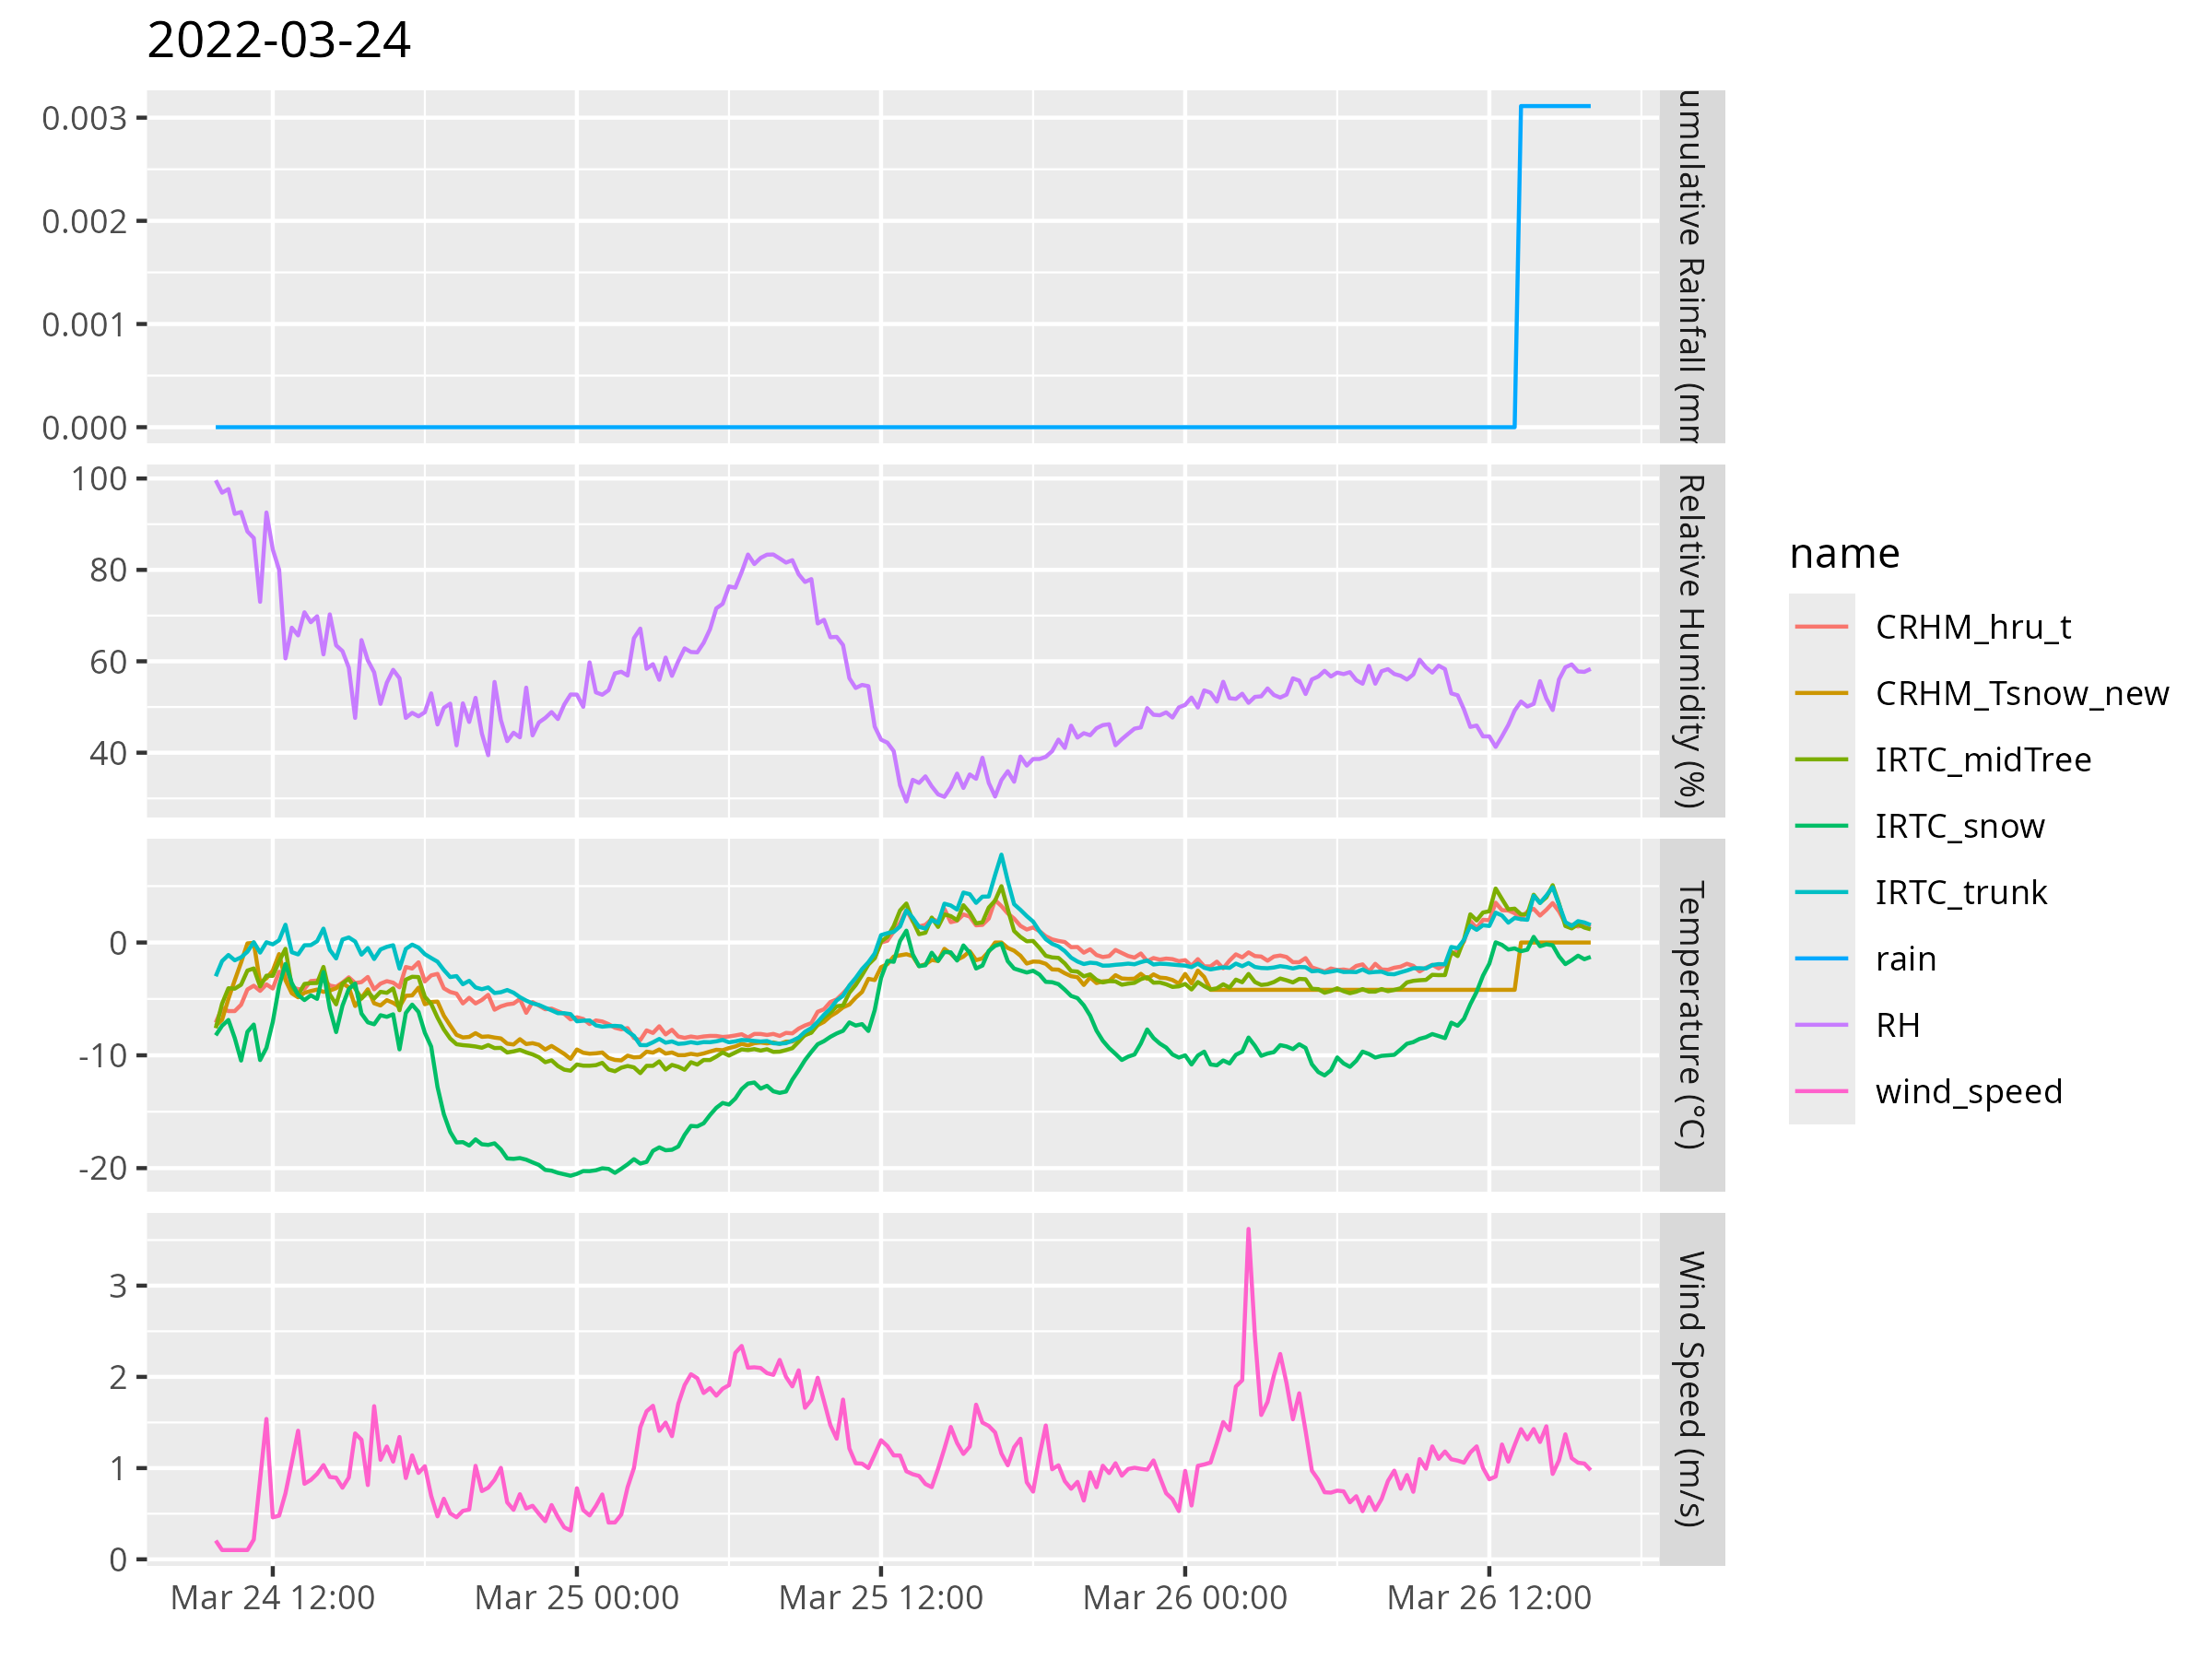 2022-03-24
0.003
0.002
0.001
0.000
umulative Rainfall (mm
100
80
60
40
Relative Humidity (%)
0
-10
-20
Temperature (°C)
3
2
1
0
Wind Speed (m/s)
Mar 24 12:00 Mar 25 00:00 Mar 25 12:00 Mar 26 00:00 Mar 26 12:00
name
CRHM_hru_t
CRHM_Tsnow_new
IRTC_midTree
IRTC_snow
IRTC_trunk
rain
RH
wind_speed